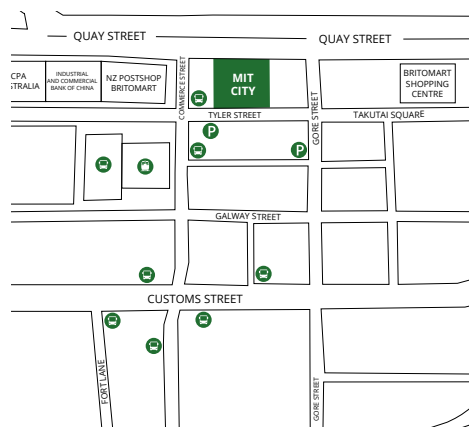 QUAY STREET
QUAY STREET
CPA
STRALIA
INDUSTRIAL
AND COMMERCIAL
BANK OF CHINA
NZ POSTSHOP
BRITOMART
COMMERCE STREET
MIT
CITY
GORE STREET
BRITOMART
SHOPPING
CENTRE
TYLER STREET
TAKUTAI SQUARE
P
P
GALWAY STREET
CUSTOMS STREET
FORT LANE
GORE STREET